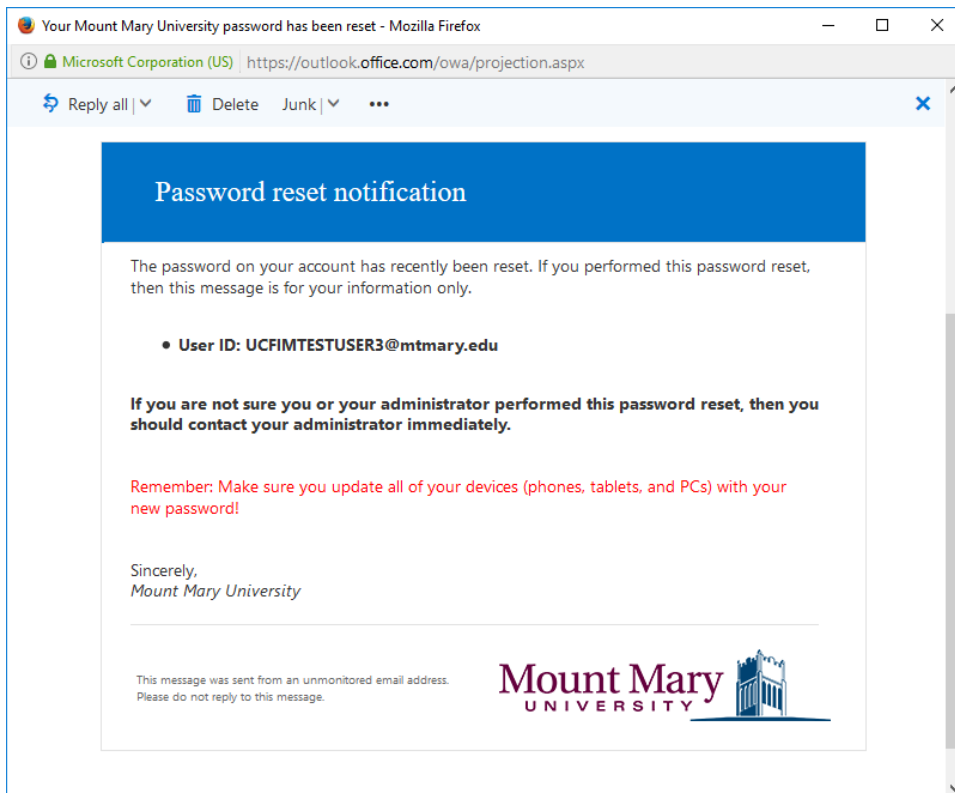 Your Mount Mary University password has been reset - Mozilla Firefox
Microsoft Corporation (US) https://outlook.office.com/owa/projection.aspx
Reply all | Delete Junk | •••
Password reset notification
The password on your account has recently been reset. If you performed this password reset,
then this message is for your information only.
• User ID: UCFIMTESTUSER3@mtmary.edu
If you are not sure you or your administrator performed this password reset, then you
should contact your administrator immediately.
Remember: Make sure you update all of your devices (phones, tablets, and PCs) with your
new password!
Sincerely,
Mount Mary University
This message was sent from an unmonitored email address.
Please do not reply to this message.
Mount Mary
UNIVERSITY